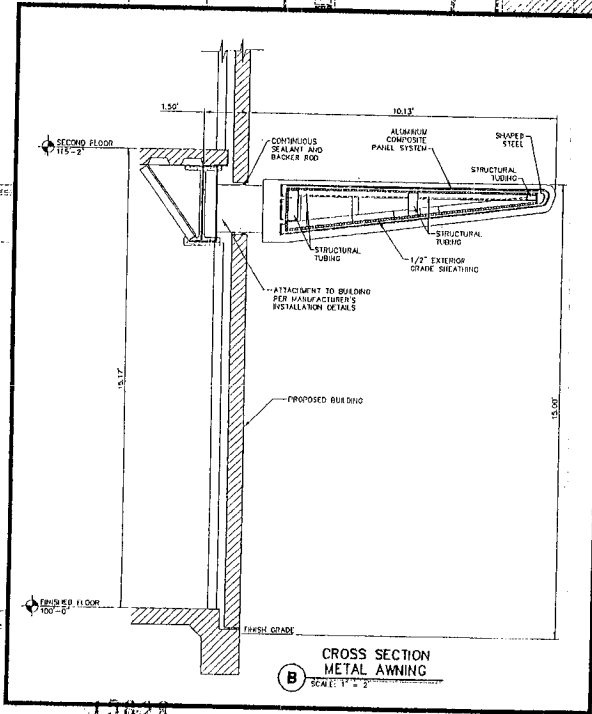 1.50'
10.13'
SECOND FLOOR
115'-2"
CONTINUOUS
SEALANT AND
BACKER ROD
ALUMINUM
COMPOSITE
PANEL SYSTEM
SHAPED
STEEL
STRUCTURAL
TUBING
STRUCTURAL
TUBING
STRUCTURAL
TUBING
1/2" EXTERIOR
GRADE SHEATHING
ATTACHMENT TO BUILDING
PER MANUFACTURER'S
INSTALLATION DETAILS
15.17'
15.00'
PROPOSED BUILDING
FINISHED FLOOR
100'-0"
FINISH GRADE
CROSS SECTION
METAL AWNING
B
SCALE: 1" = 2'